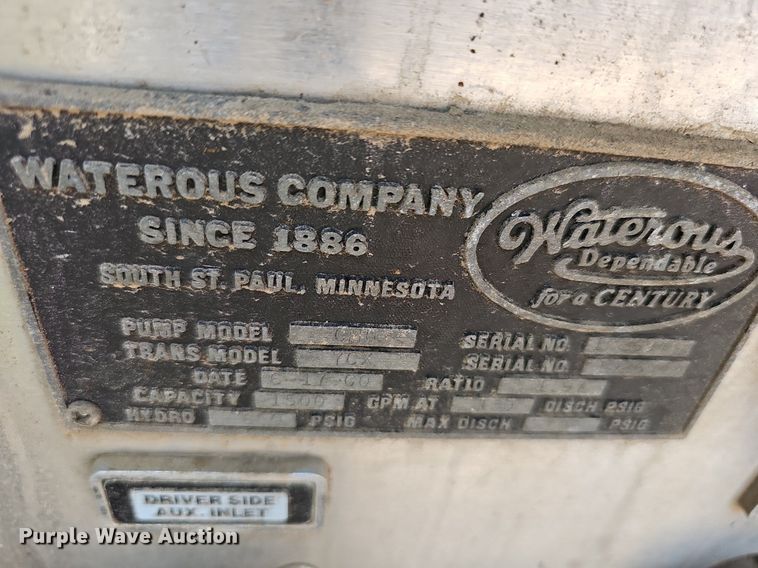 WATEROUS COMPANY
SINCE 1886
SOUTH ST. PAUL, MINNESOTA
Waterous
Dependable
for a CENTURY
PUMP MODEL SERIAL NO.
TRANS MODEL SERIAL NO.
DATE RATIO
CAPACITY 1500 GPM AT DISCH PSIG
HYDRO PSIG MAX DISCH PSIG
DRIVER SIDE
AUX. INLET
Purple Wave Auction